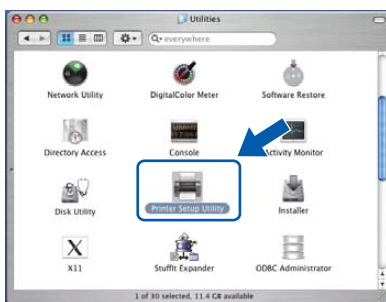 Utilities
Q▾ everywhere
Network Utility
DigitalColor Meter
Software Restore
Directory Access
Console
Activity Monitor
Disk Utility
Printer Setup Utility
Installer
X11
StuffIt Expander
ODBC Administrator
1 of 30 selected, 11.4 GB available